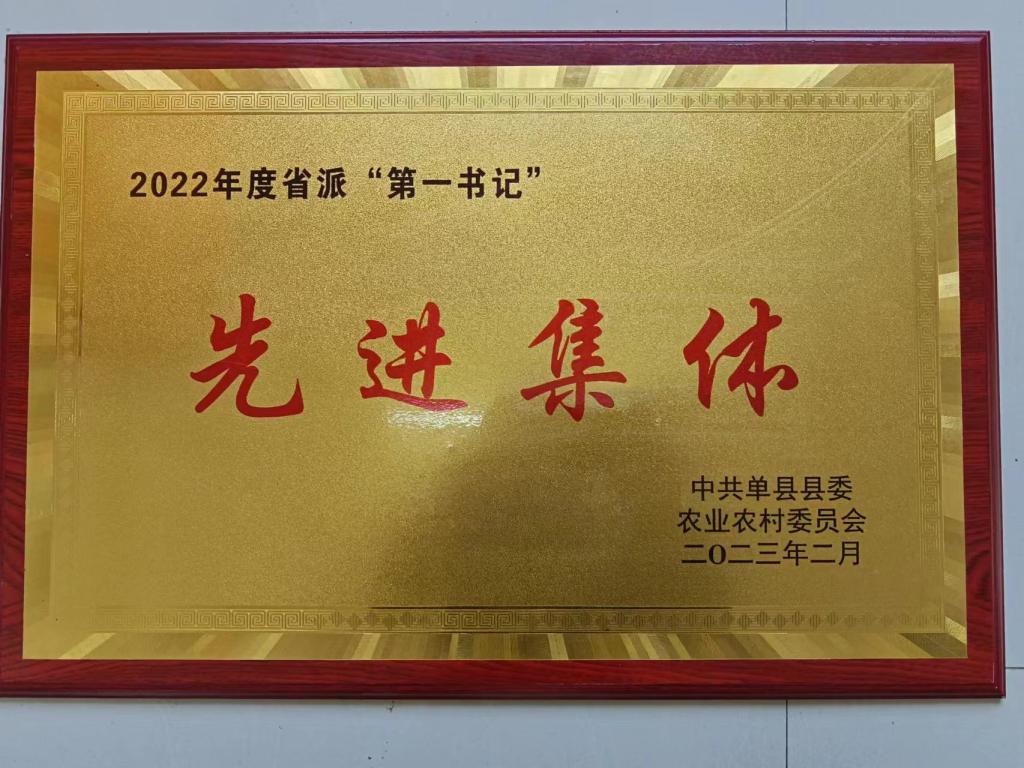 2022年度省派“第一书记”
先进集体
中共单县县委
农业农村委员会
二O二三年二月